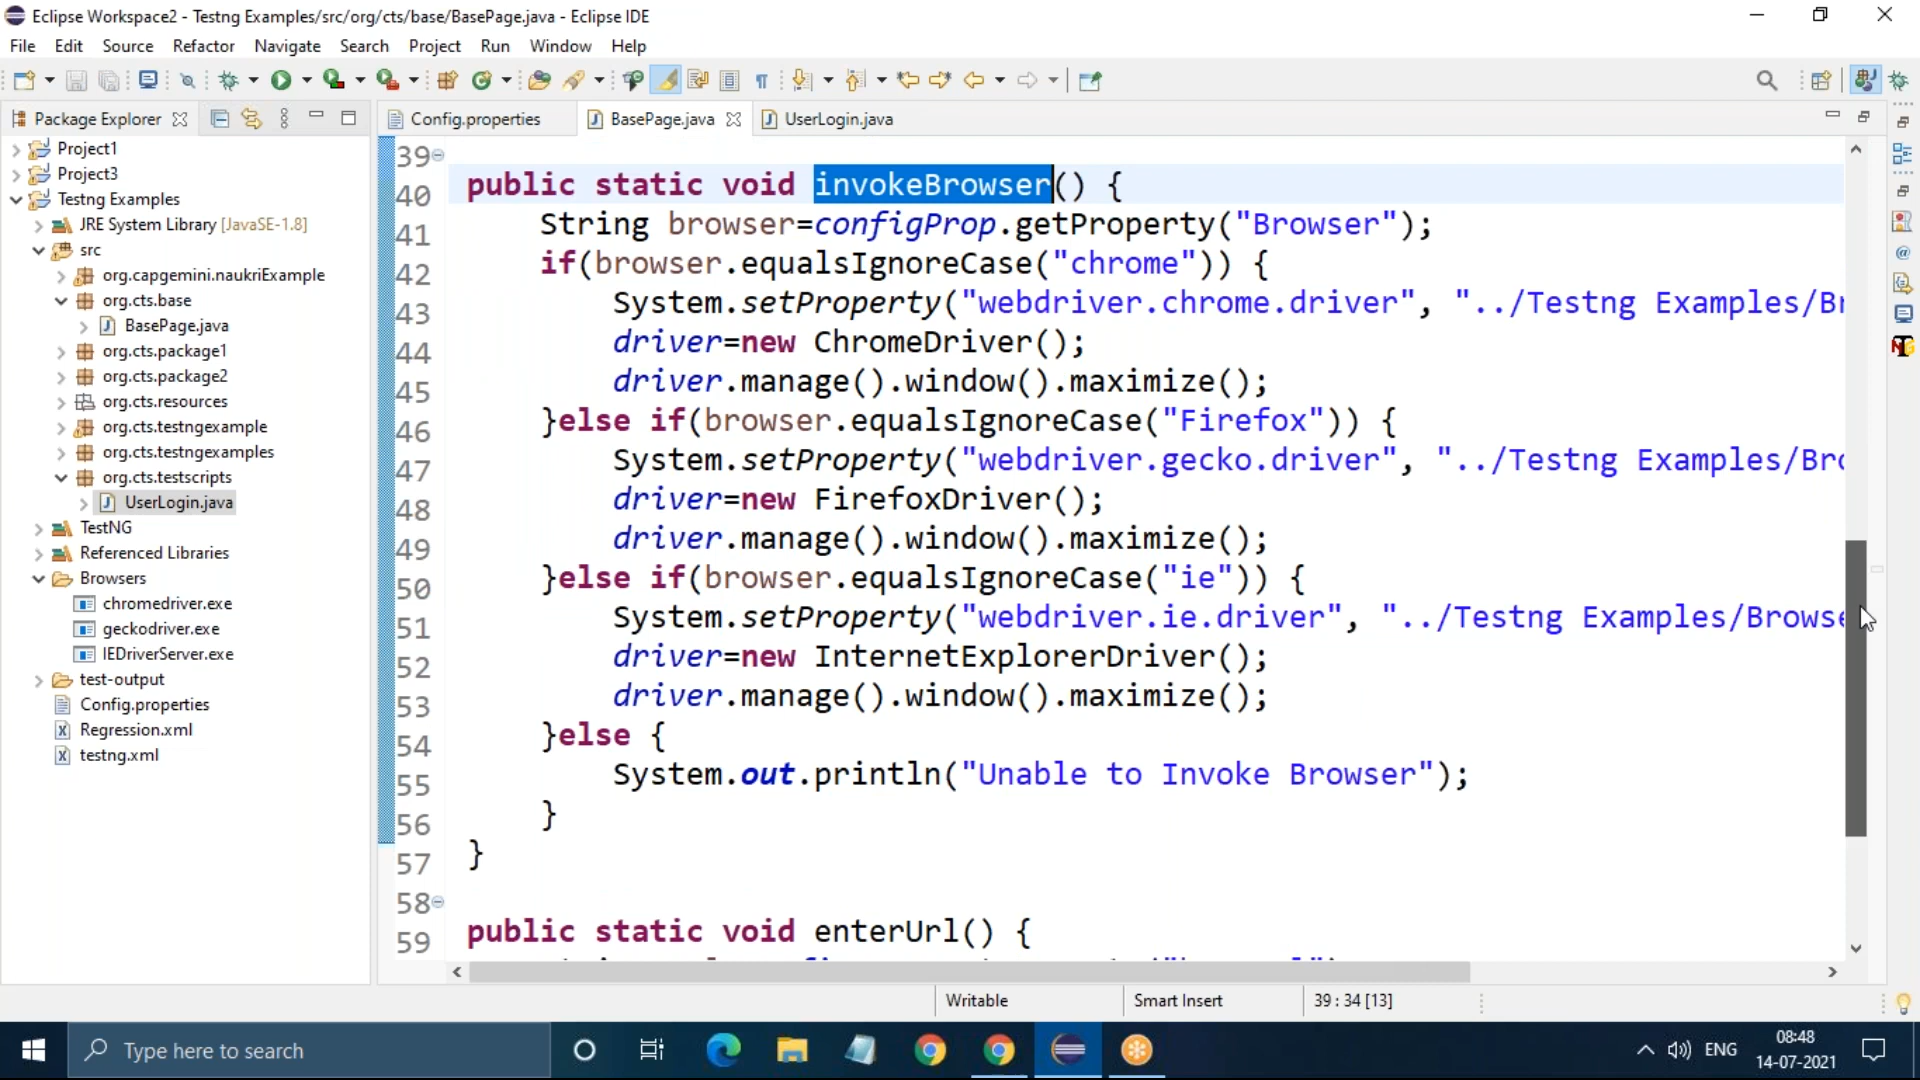 Eclipse Workspace2 - Testng Examples/src/org/cts/base/BasePage.java - Eclipse IDE
File Edit Source Refactor Navigate Search Project Run Window Help
Package Explorer
Project1
Project3
Testng Examples
JRE System Library [JavaSE-1.8]
src
org.capgemini.naukriExample
org.cts.base
BasePage.java
org.cts.package1
org.cts.package2
org.cts.resources
org.cts.testngexample
org.cts.testngexamples
org.cts.testscripts
UserLogin.java
TestNG
Referenced Libraries
Browsers
chromedriver.exe
geckodriver.exe
IEDriverServer.exe
test-output
Config.properties
Regression.xml
testng.xml
Config.properties BasePage.java UserLogin.java
39
40 public static void invokeBrowser() {
41 String browser=configProp.getProperty("Browser");
42 if(browser.equalsIgnoreCase("chrome")) {
43 System.setProperty("webdriver.chrome.driver", "../Testng Examples/Br
44 driver=new ChromeDriver();
45 driver.manage().window().maximize();
46 }else if(browser.equalsIgnoreCase("Firefox")) {
47 System.setProperty("webdriver.gecko.driver", "../Testng Examples/Bro
48 driver=new FirefoxDriver();
49 driver.manage().window().maximize();
50 }else if(browser.equalsIgnoreCase("ie")) {
51 System.setProperty("webdriver.ie.driver", "../Testng Examples/Browse
52 driver=new InternetExplorerDriver();
53 driver.manage().window().maximize();
54 }else {
55 System.out.println("Unable to Invoke Browser");
56 }
57 }
58
59 public static void enterUrl() {
Writable Smart Insert 39 : 34 [13]
Type here to search
ENG
08:48
14-07-2021